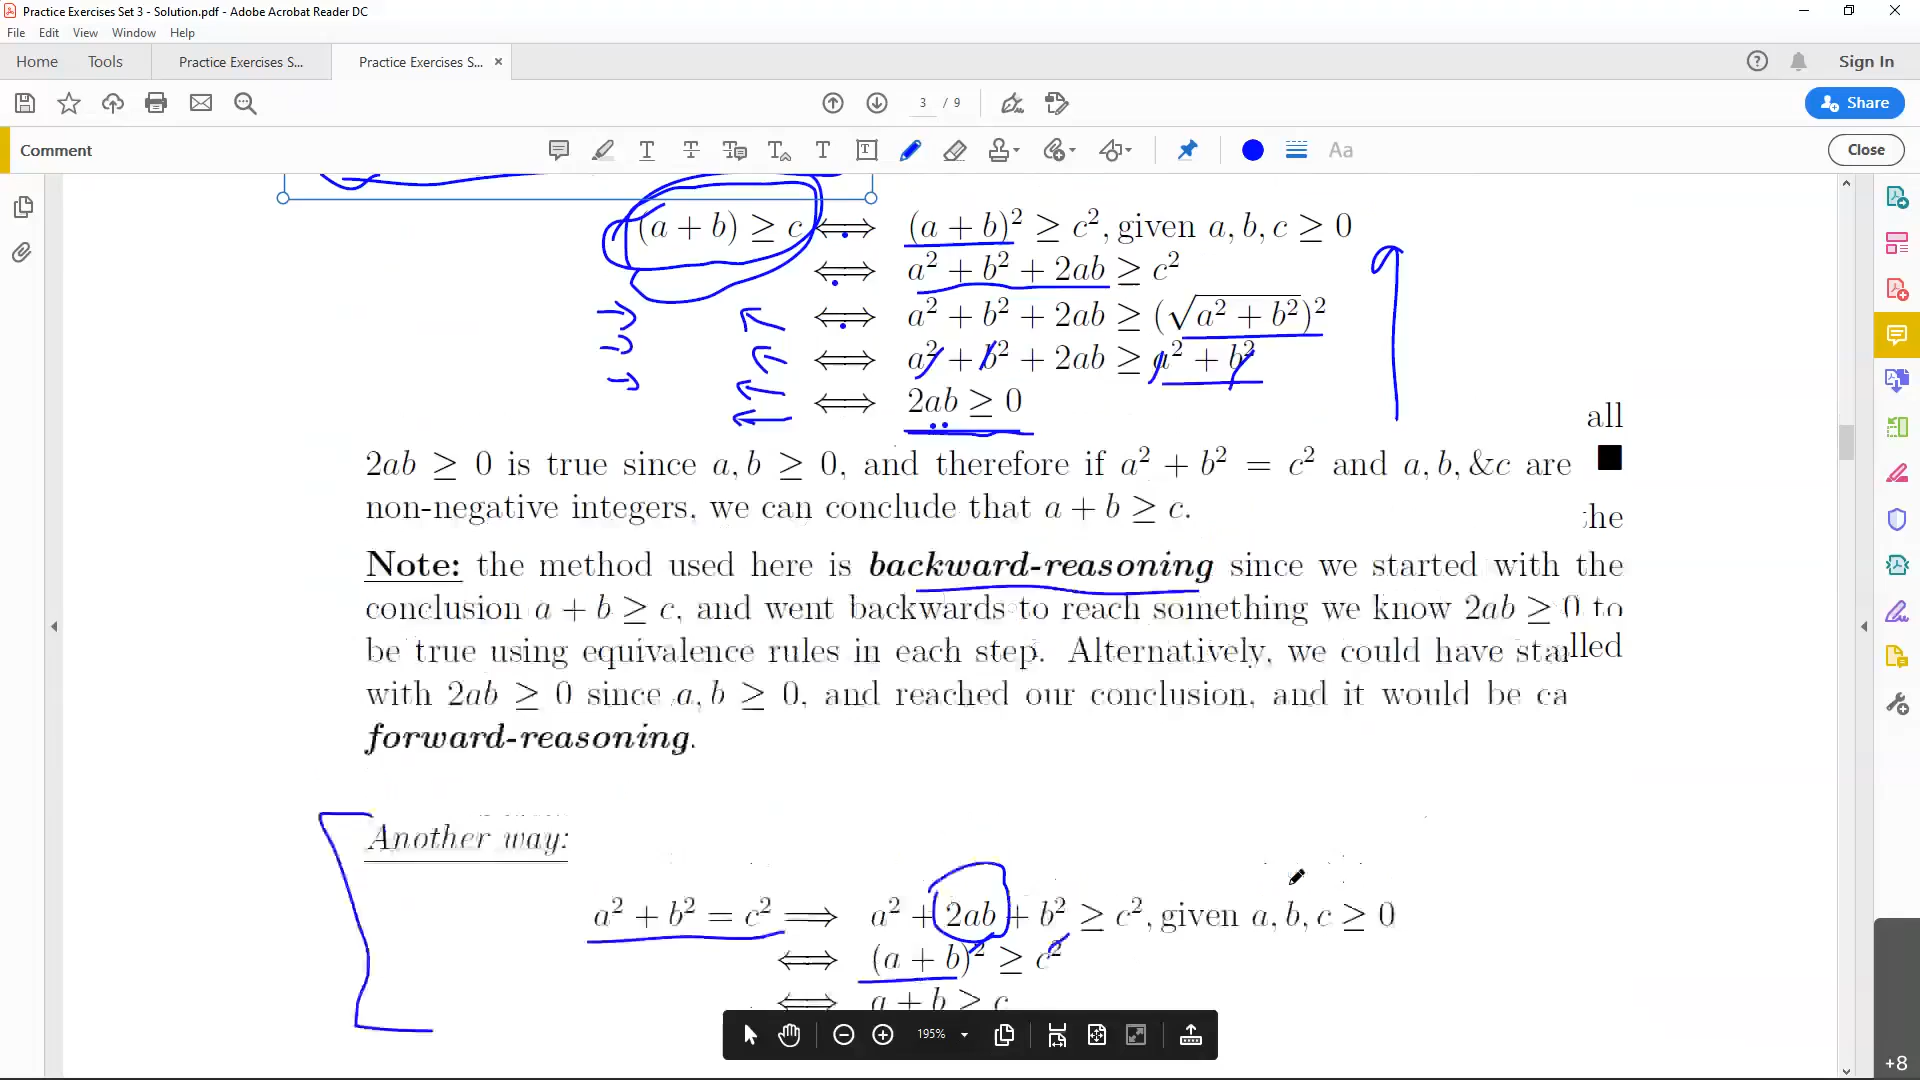 Practice Exercises Set 3 - Solution.pdf - Adobe Acrobat Reader DC
File Edit View Window Help
Home Tools Practice Exercises S... Practice Exercises S... × Sign In
3 / 9 Share
Comment Aa Close
(a + b) ≥ c ⟺ (a + b)² ≥ c², given a, b, c ≥ 0
⟺ a² + b² + 2ab ≥ c²
⟺ a² + b² + 2ab ≥ (√a² + b²)²
⟺ a² + b² + 2ab ≥ a² + b²
⟺ 2ab ≥ 0
all
2ab ≥ 0 is true since a, b ≥ 0, and therefore if a² + b² = c² and a, b, &c are ■
non-negative integers, we can conclude that a + b ≥ c.
he
Note: the method used here is backward-reasoning since we started with the
conclusion a + b ≥ c, and went backwards to reach something we know 2ab ≥ 0 to
be true using equivalence rules in each step. Alternatively, we could have sta
lled
with 2ab ≥ 0 since a, b ≥ 0, and reached our conclusion, and it would be ca
forward-reasoning.
Another way:
a² + b² = c² ⟹ a² + 2ab + b² ≥ c², given a, b, c ≥ 0
⟺ (a + b)² ≥ c²
⟺ a + b ≥ c
195%
+8